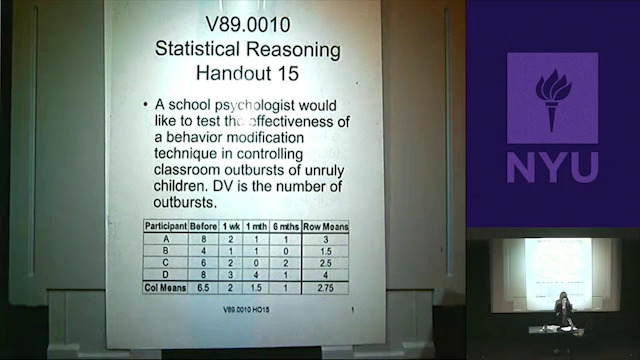 V89.0010
Statistical Reasoning
Handout 15
• A school psychologist would
like to test the effectiveness of
a behavior modification
technique in controlling
classroom outbursts of unruly
children. DV is the number of
outbursts.
Participant Before 1 wk 1 mth 6 mths Row Means
A 8 2 1 1 3
B 4 1 1 0 1.5
C 6 2 0 2 2.5
D 8 3 4 1 4
Col Means 6.5 2 1.5 1 2.75
V89.0010 HO15 1
NYU